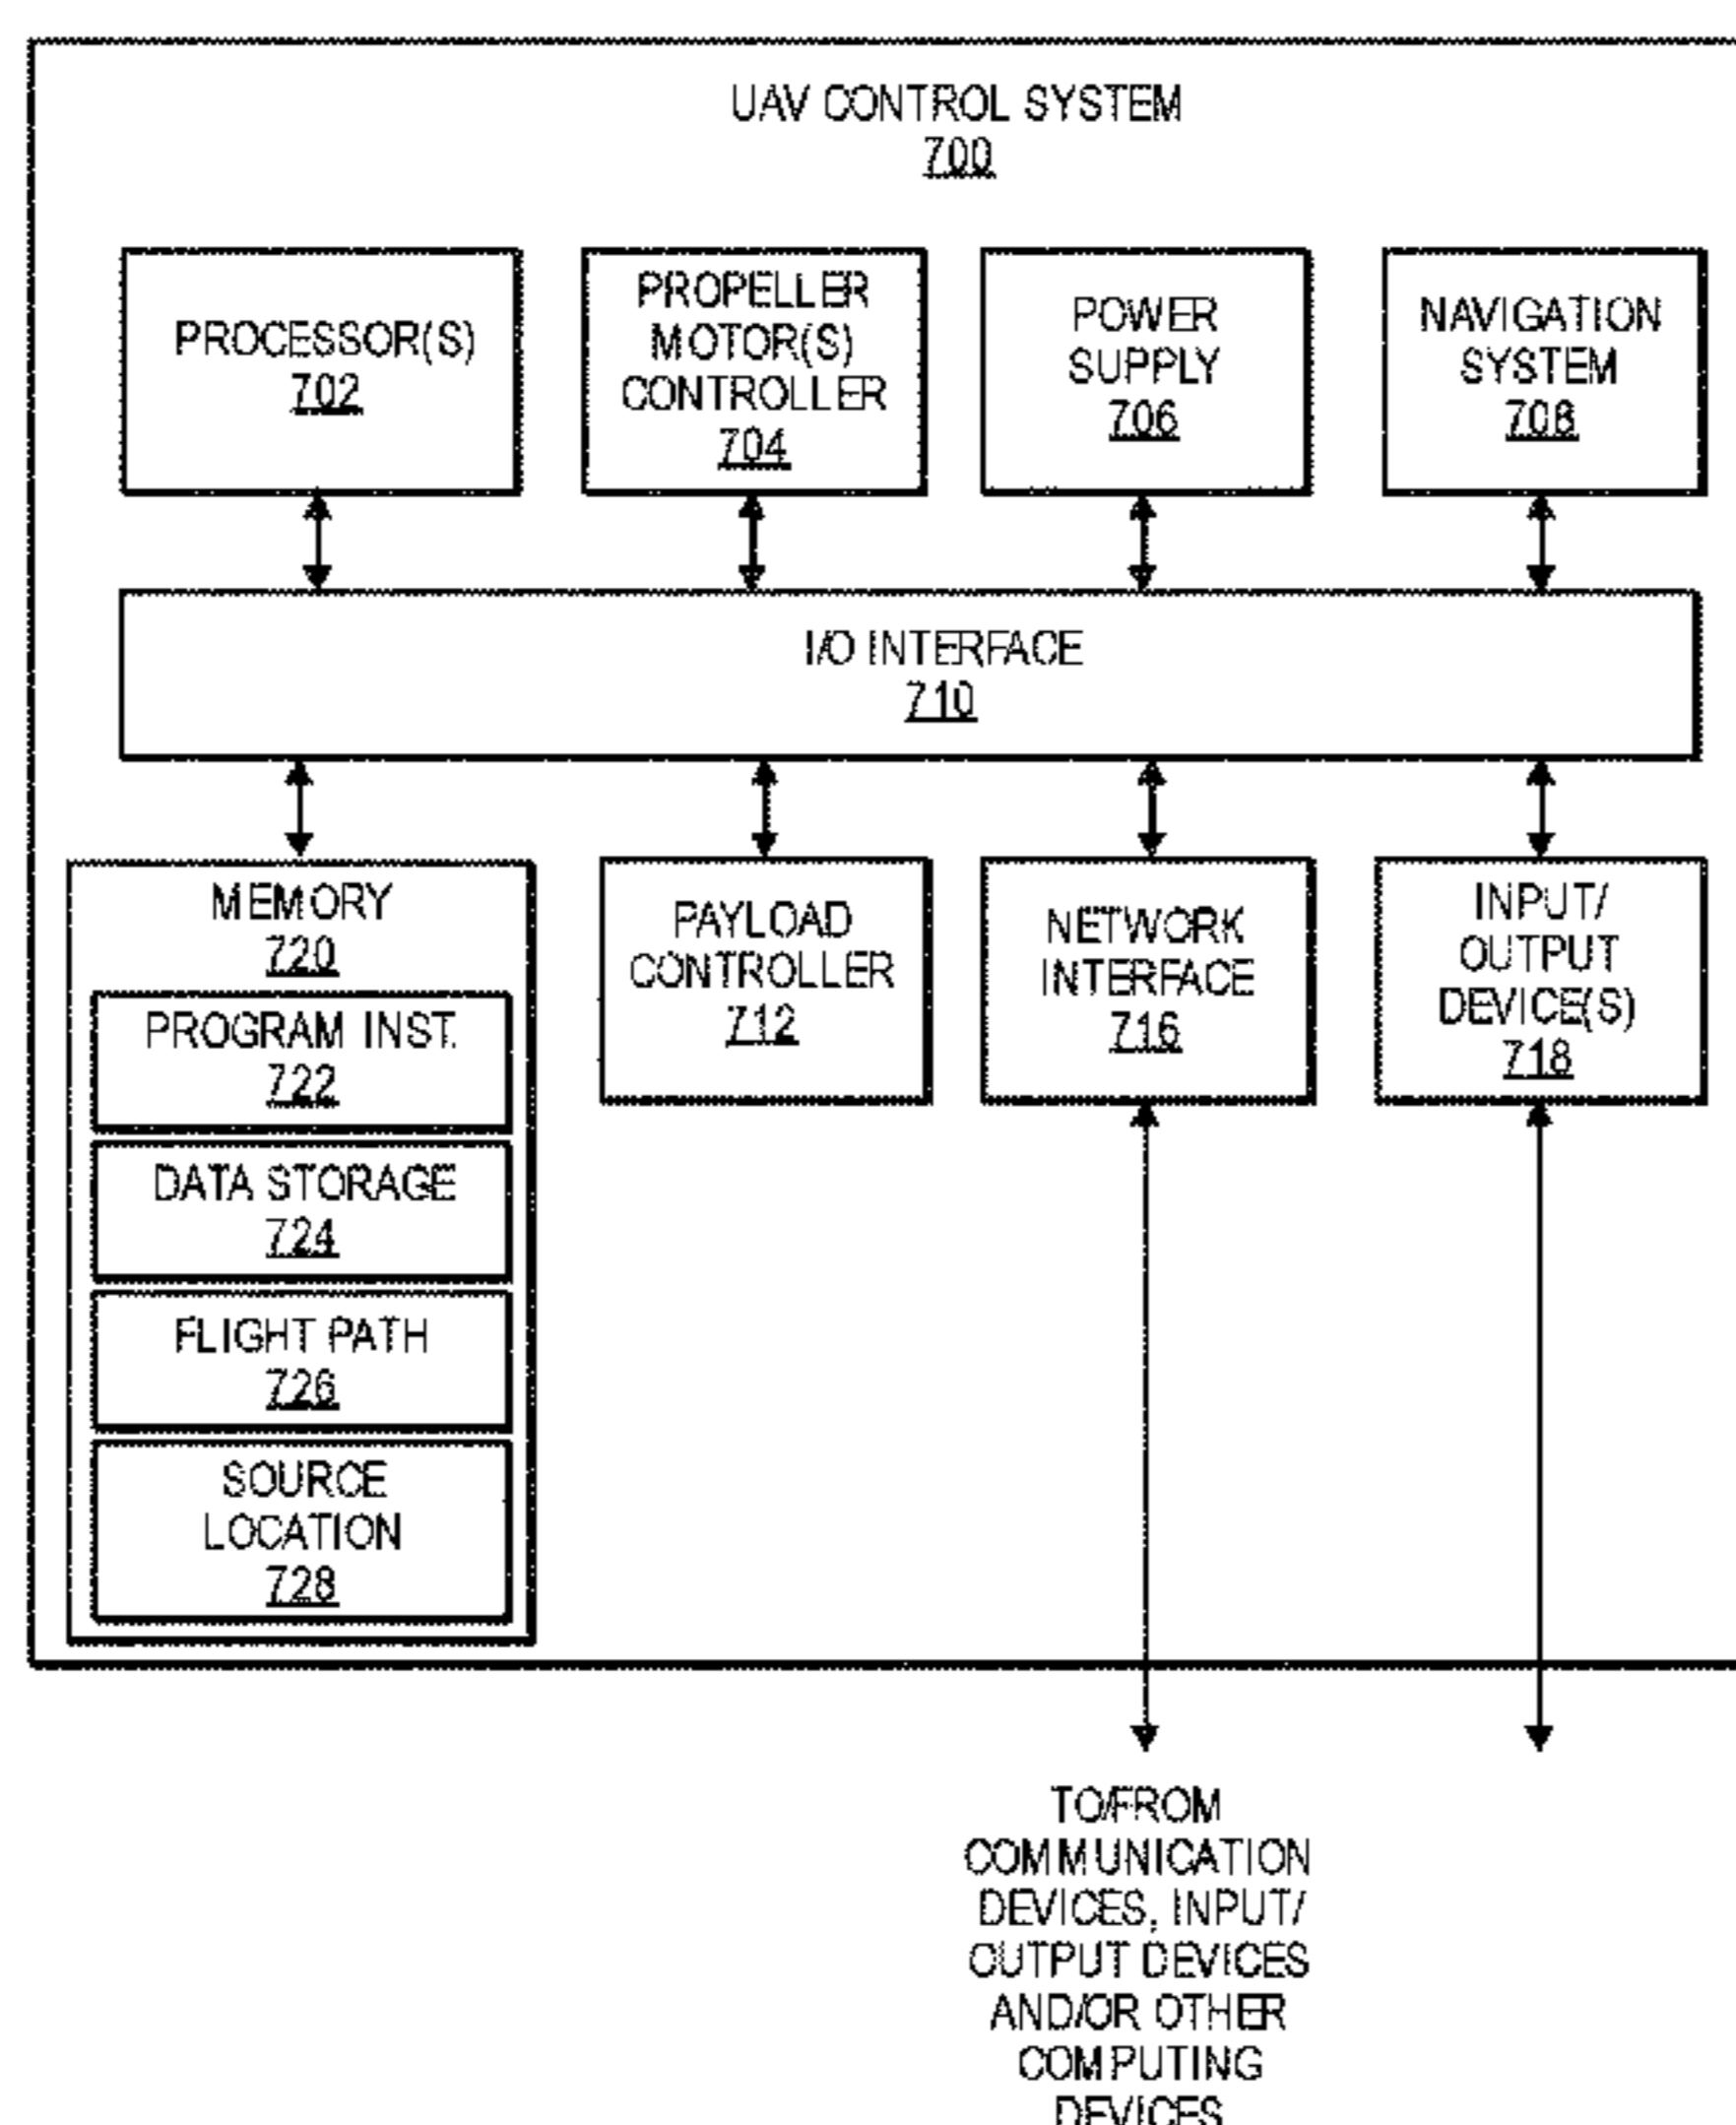 UAV CONTROL SYSTEM
700
PROCESSOR(S)
702
PROPELLER
MOTOR(S)
CONTROLLER
704
POWER
SUPPLY
706
NAVIGATION
SYSTEM
708
I/O INTERFACE
710
MEMORY
720
PROGRAM INST.
722
DATA STORAGE
724
FLIGHT PATH
726
SOURCE
LOCATION
728
PAYLOAD
CONTROLLER
712
NETWORK
INTERFACE
716
INPUT/
OUTPUT
DEVICE(S)
718
TO/FROM
COMMUNICATION
DEVICES, INPUT/
OUTPUT DEVICES
AND/OR OTHER
COMPUTING
DEVICES